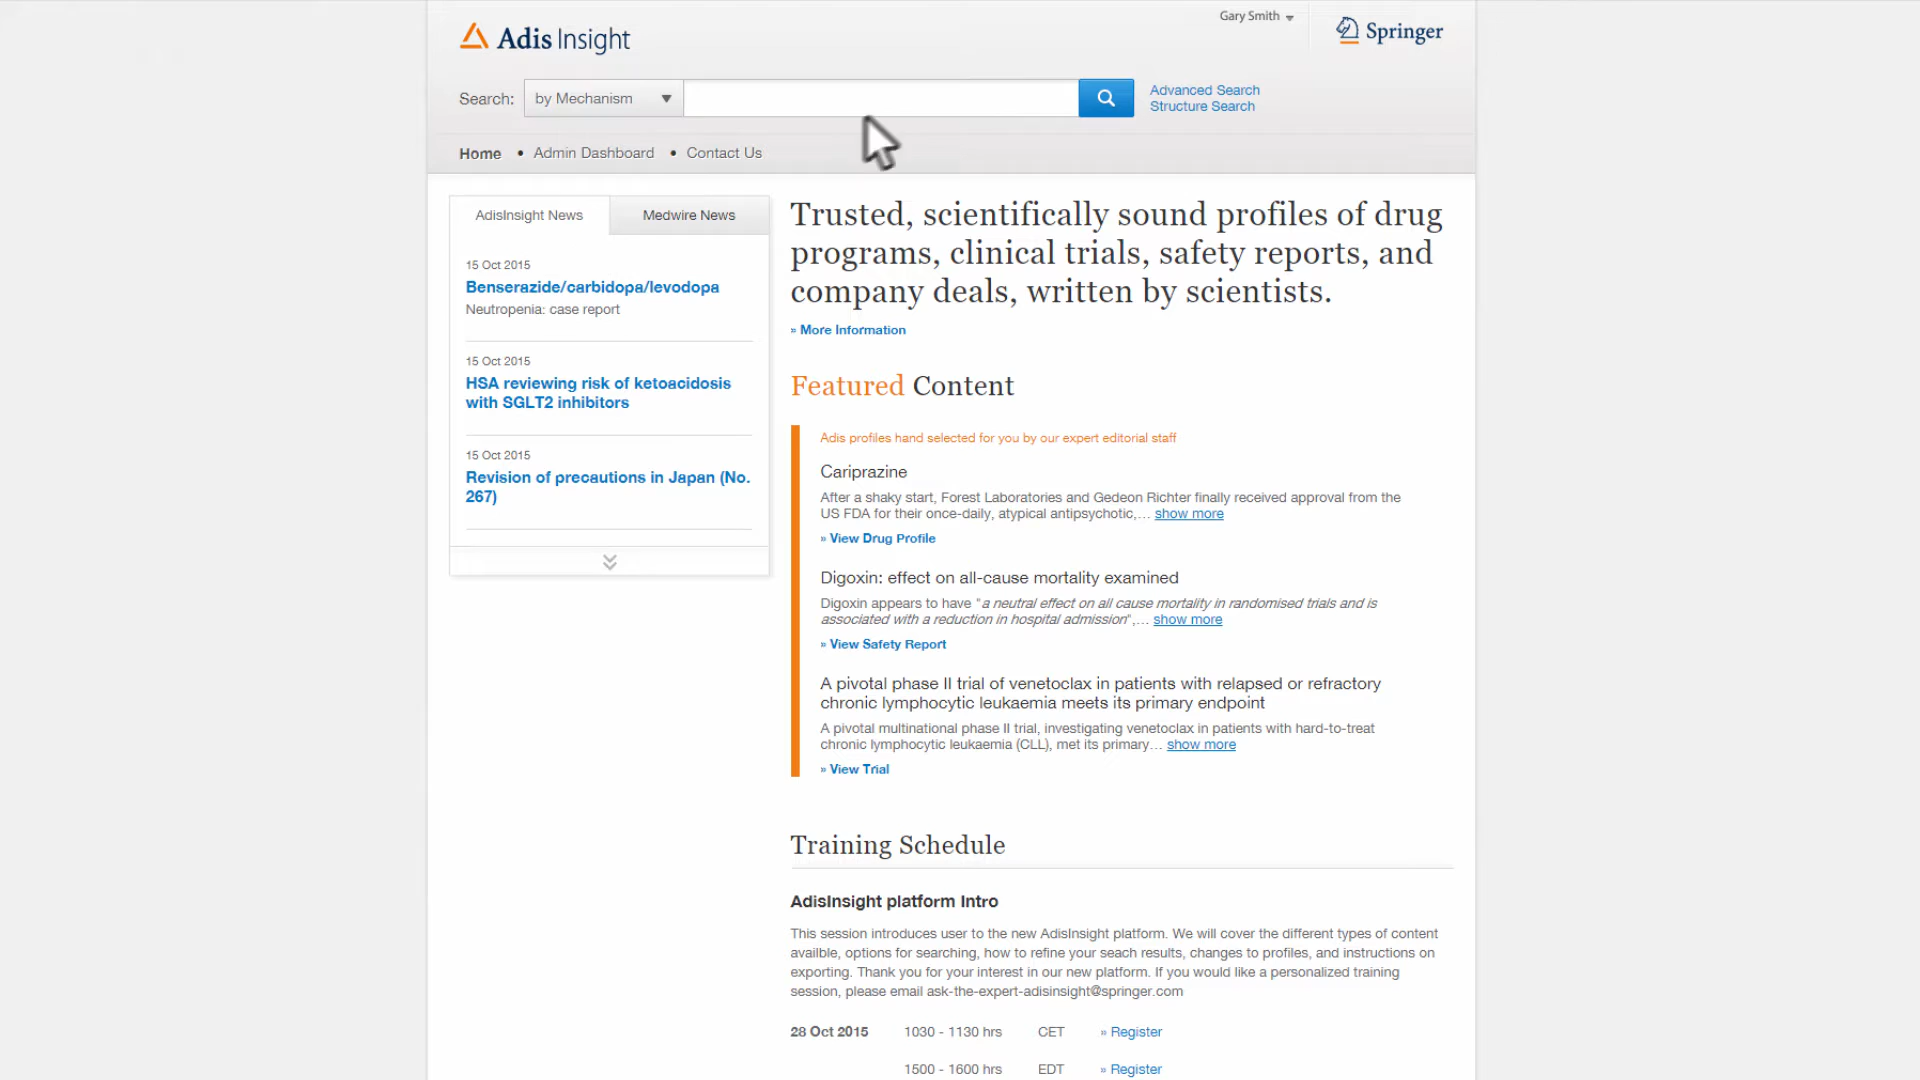 Adis Insight
Gary Smith
Springer
Search:
by Mechanism
Advanced Search
Structure Search
Home • Admin Dashboard • Contact Us
AdisInsight News
Medwire News
15 Oct 2015
Benserazide/carbidopa/levodopa
Neutropenia: case report
15 Oct 2015
HSA reviewing risk of ketoacidosis
with SGLT2 inhibitors
15 Oct 2015
Revision of precautions in Japan (No.
267)
Trusted, scientifically sound profiles of drug
programs, clinical trials, safety reports, and
company deals, written by scientists.
» More Information
Featured Content
Adis profiles hand selected for you by our expert editorial staff
Cariprazine
After a shaky start, Forest Laboratories and Gedeon Richter finally received approval from the
US FDA for their once-daily, atypical antipsychotic,... show more
» View Drug Profile
Digoxin: effect on all-cause mortality examined
Digoxin appears to have "a neutral effect on all cause mortality in randomised trials and is
associated with a reduction in hospital admission",... show more
» View Safety Report
A pivotal phase II trial of venetoclax in patients with relapsed or refractory
chronic lymphocytic leukaemia meets its primary endpoint
A pivotal multinational phase II trial, investigating venetoclax in patients with hard-to-treat
chronic lymphocytic leukaemia (CLL), met its primary... show more
» View Trial
Training Schedule
AdisInsight platform Intro
This session introduces user to the new AdisInsight platform. We will cover the different types of content
availble, options for searching, how to refine your seach results, changes to profiles, and instructions on
exporting. Thank you for your interest in our new platform. If you would like a personalized training
session, please email ask-the-expert-adisinsight@springer.com
28 Oct 2015 1030 - 1130 hrs CET » Register
1500 - 1600 hrs EDT » Register